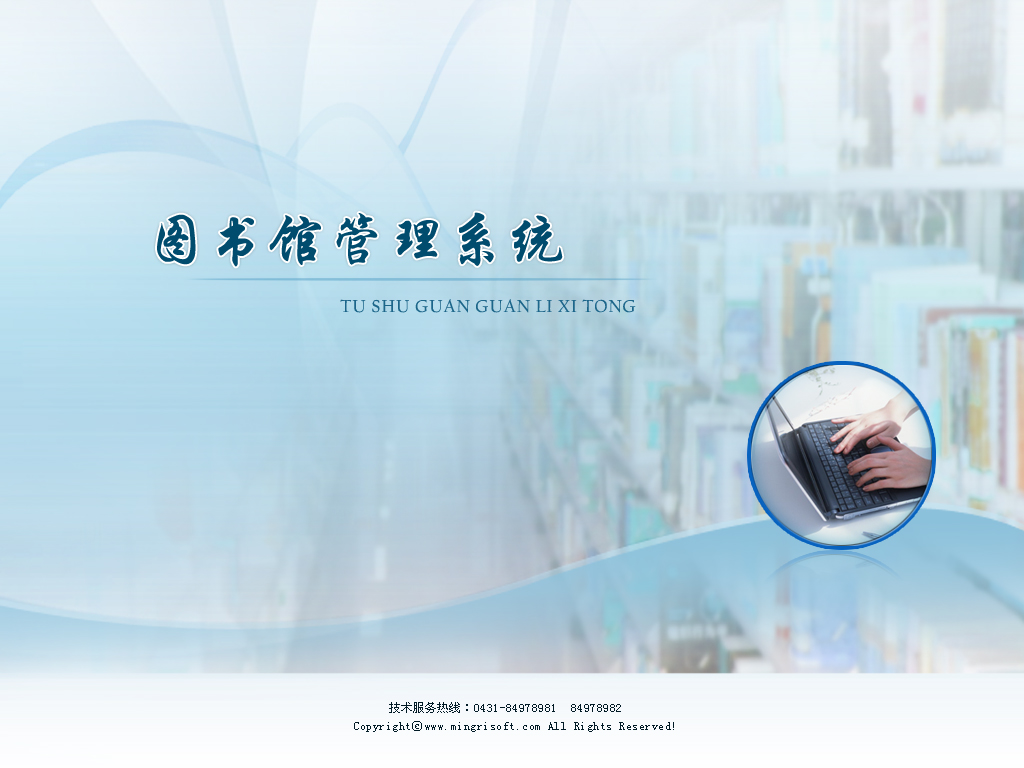 图书馆管理系统
TU SHU GUAN GUAN LI XI TONG
技术服务热线：0431-84978981 84978982
Copyright©www.mingrisoft.com All Rights Reserved!